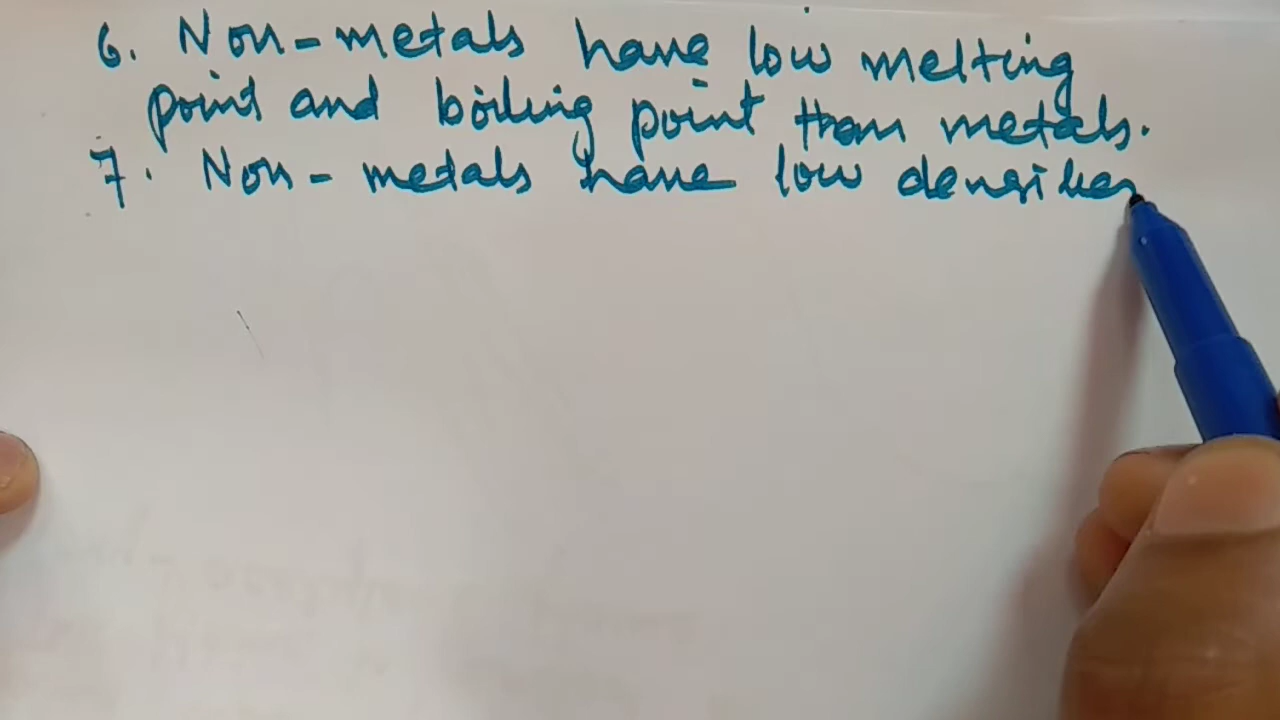 6. Non-metals have low melting
point and boiling point than metals.
7. Non-metals have low densities